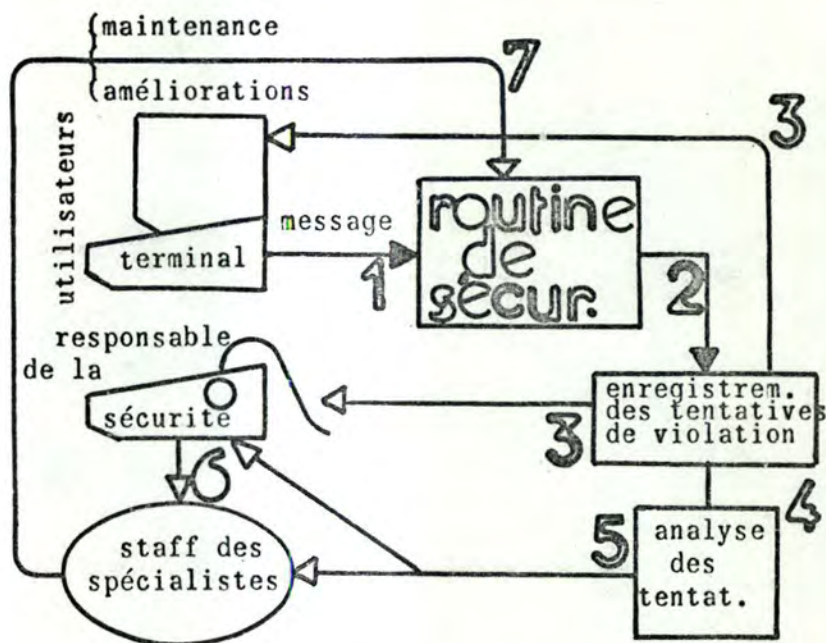 maintenance
améliorations
7
3
utilisateurs
terminal
message
1
routine
de
sécur.
2
responsable
de la
sécurite
enregistrem.
des tentatives
de violation
3
6
4
5
analyse
des
tentat.
staff des
spécialistes